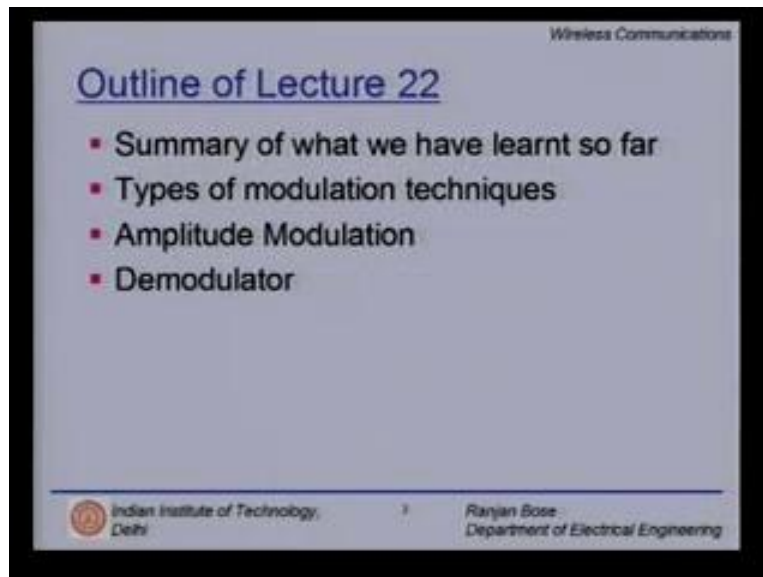 Wireless Communications
Outline of Lecture 22
Summary of what we have learnt so far
Types of modulation techniques
Amplitude Modulation
Demodulator
Indian Institute of Technology,
Delhi
Ranjan Bose
Department of Electrical Engineering